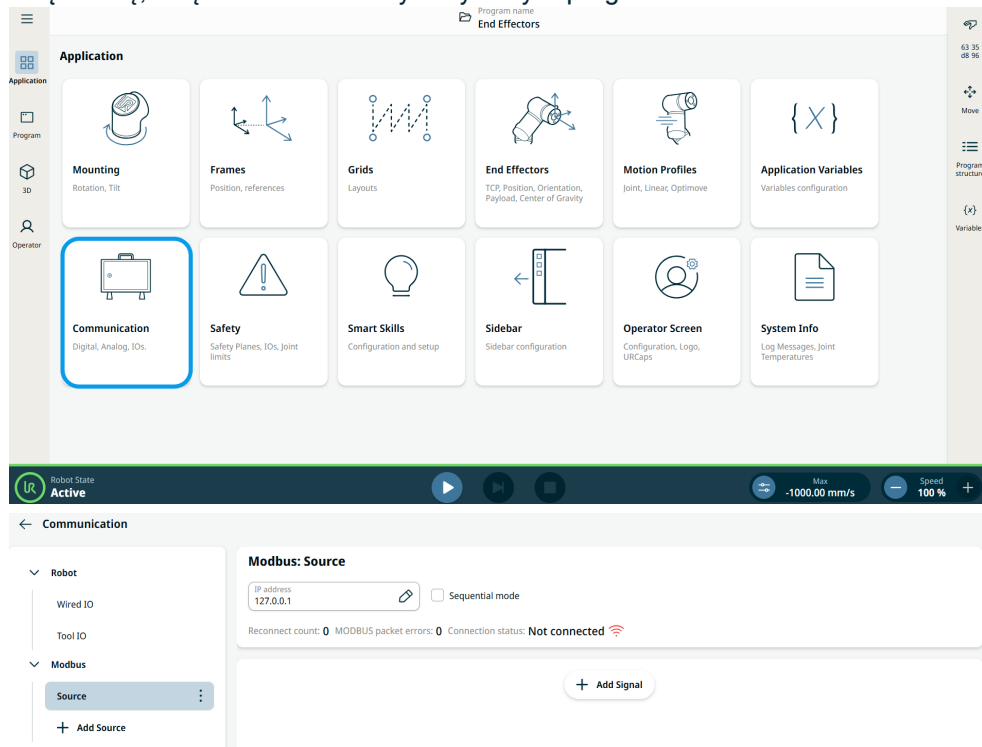 Program name
End Effectors
63 35
d8 96
Application
Application
Program
3D
Operator
Move
Program
structure
{x}
Variable
Mounting
Rotation, Tilt
Frames
Position, references
Grids
Layouts
End Effectors
TCP, Position, Orientation,
Payload, Center of Gravity
Motion Profiles
Joint, Linear, Optimove
{X}
Application Variables
Variables configuration
Communication
Digital, Analog, IOs.
Safety
Safety Planes, IOs, Joint
limits
Smart Skills
Configuration and setup
Sidebar
Sidebar configuration
Operator Screen
Configuration, Logo,
URCaps
System Info
Log Messages, Joint
Temperatures
UR
Robot State
Active
Max
-1000.00 mm/s
Speed
100 %
Communication
Robot
Wired IO
Tool IO
Modbus
Source
+ Add Source
Modbus: Source
IP address
127.0.0.1
Sequential mode
Reconnect count: 0 MODBUS packet errors: 0 Connection status: Not connected
+ Add Signal